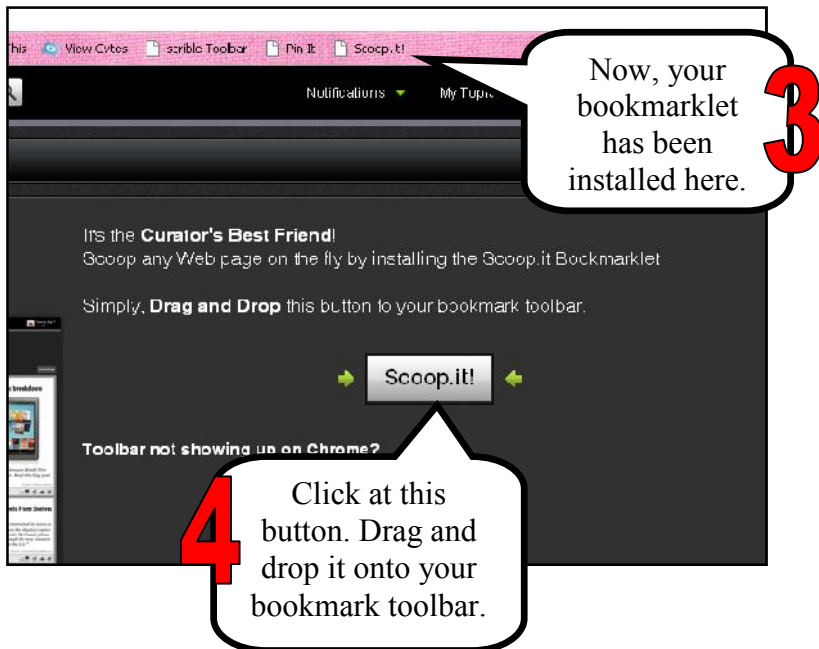 This View Cytes scrible Toolbar Pin It Scoop.it!
Notifications My Topic
Now, your
bookmarklet
has been
installed here.
3
It's the Curator's Best Friend!
Scoop any Web page on the fly by installing the Scoop.it Bookmarklet
Simply, Drag and Drop this button to your bookmark toolbar.
breakdown
Scoop.it!
Toolbar not showing up on Chrome?
4
Click at this
button. Drag and
drop it onto your
bookmark toolbar.